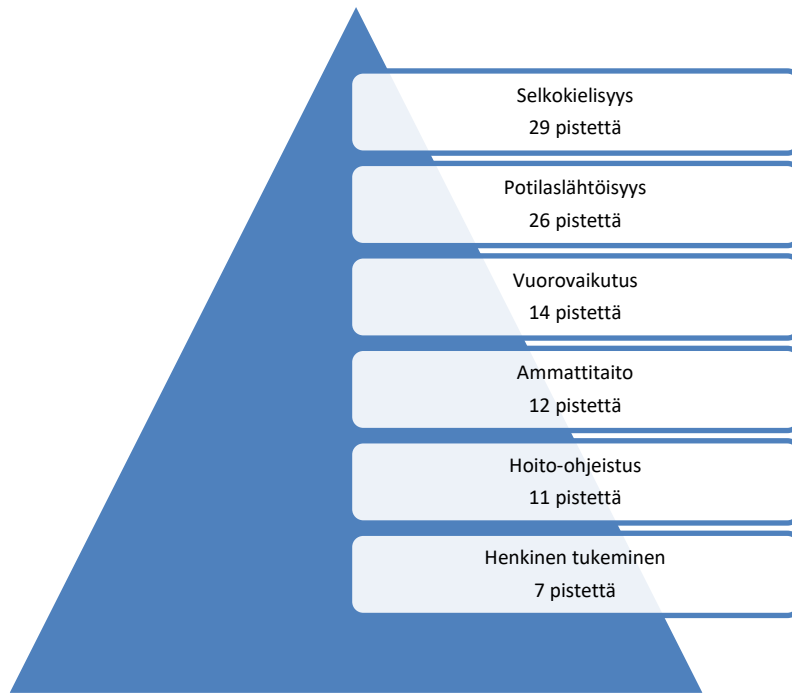 Selkokielisyys
29 pistettä
Potilaslähtöisyys
26 pistettä
Vuorovaikutus
14 pistettä
Ammattitaito
12 pistettä
Hoito-ohjeistus
11 pistettä
Henkinen tukeminen
7 pistettä